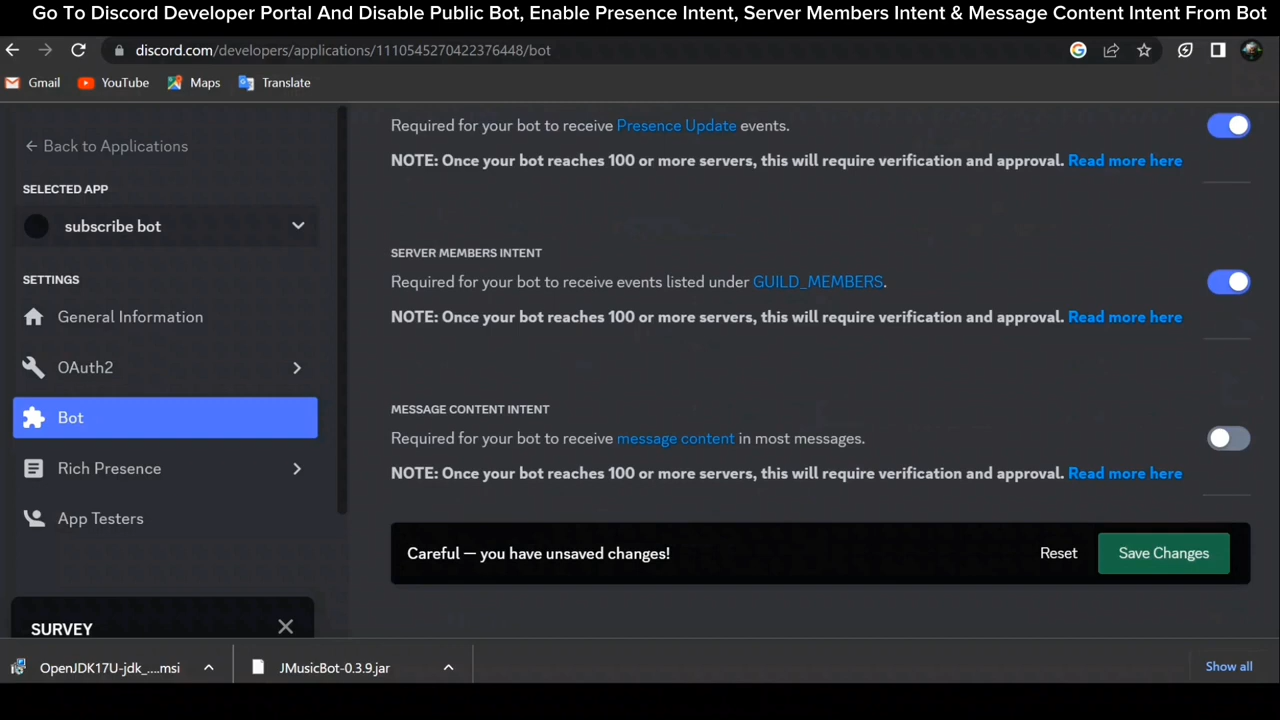 Go To Discord Developer Portal And Disable Public Bot, Enable Presence Intent, Server Members Intent & Message Content Intent From Bot
discord.com/developers/applications/1110545270422376448/bot
Gmail
YouTube
Maps
Translate
← Back to Applications
SELECTED APP
subscribe bot
SETTINGS
General Information
OAuth2
Bot
Rich Presence
App Testers
SURVEY
Required for your bot to receive Presence Update events.
NOTE: Once your bot reaches 100 or more servers, this will require verification and approval. Read more here
SERVER MEMBERS INTENT
Required for your bot to receive events listed under GUILD_MEMBERS.
NOTE: Once your bot reaches 100 or more servers, this will require verification and approval. Read more here
MESSAGE CONTENT INTENT
Required for your bot to receive message content in most messages.
NOTE: Once your bot reaches 100 or more servers, this will require verification and approval. Read more here
Careful — you have unsaved changes!
Reset
Save Changes
OpenJDK17U-jdk_....msi
JMusicBot-0.3.9.jar
Show all